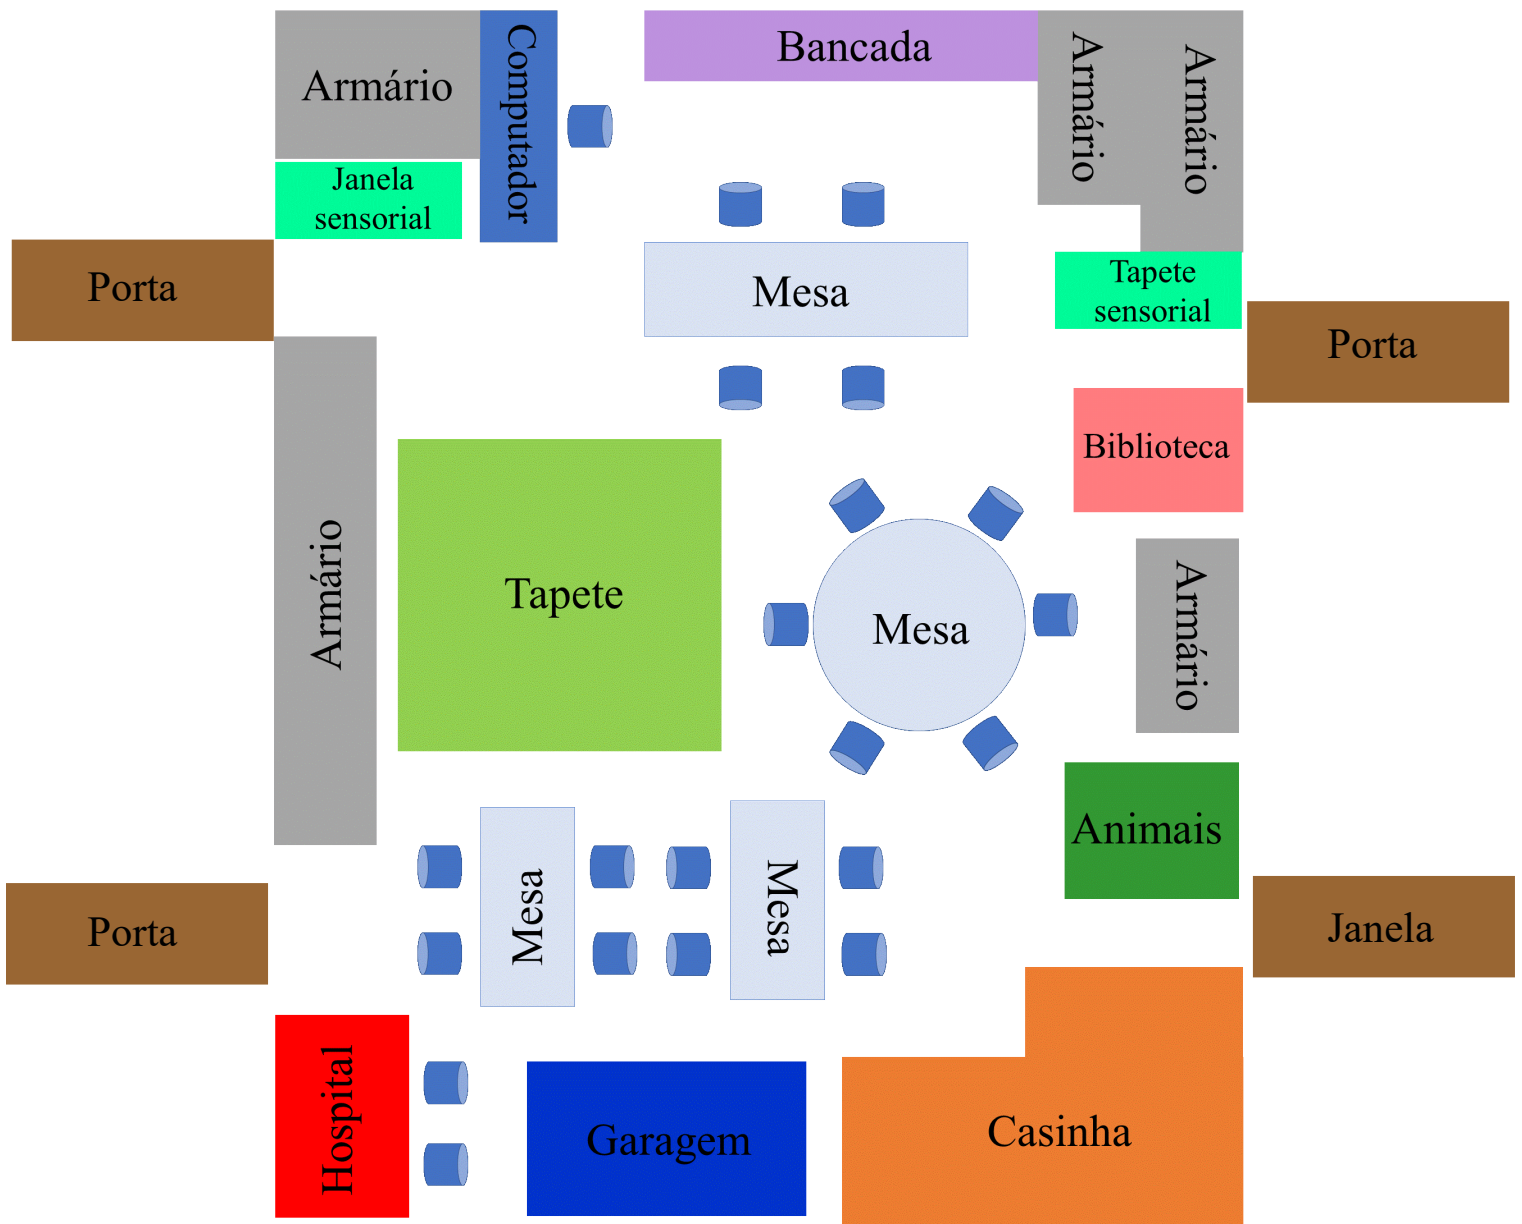 Armário
Computador
Bancada
Armário
Armário
Janela
sensorial
Porta
Mesa
Tapete
sensorial
Porta
Biblioteca
Armário
Tapete
Mesa
Armário
Animais
Porta
Mesa
Mesa
Janela
Hospital
Garagem
Casinha